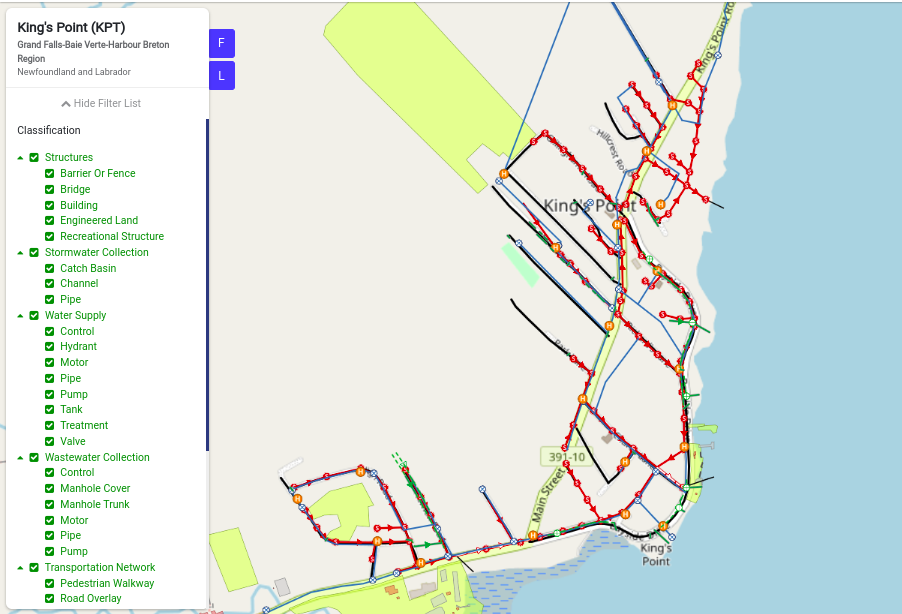 King's Point (KPT)
Grand Falls-Baie Verte-Harbour Breton
Region
Newfoundland and Labrador
F
L
Hide Filter List
Classification
Structures
Barrier Or Fence
Bridge
Building
Engineered Land
Recreational Structure
Stormwater Collection
Catch Basin
Channel
Pipe
Water Supply
Control
Hydrant
Motor
Pipe
Pump
Tank
Treatment
Valve
Wastewater Collection
Control
Manhole Cover
Manhole Trunk
Motor
Pipe
Pump
Transportation Network
Pedestrian Walkway
Road Overlay
King's Point Ro
Hillcrest Ro
King's Point
391-10
Main Street
King's
Point